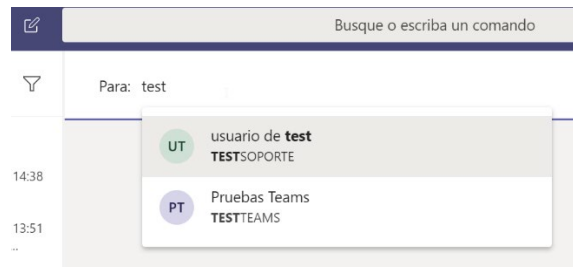 Busque o escriba un comando
Para: test
UT
usuario de test
TESTSOPORTE
14:38
PT
Pruebas Teams
TESTTEAMS
13:51
...